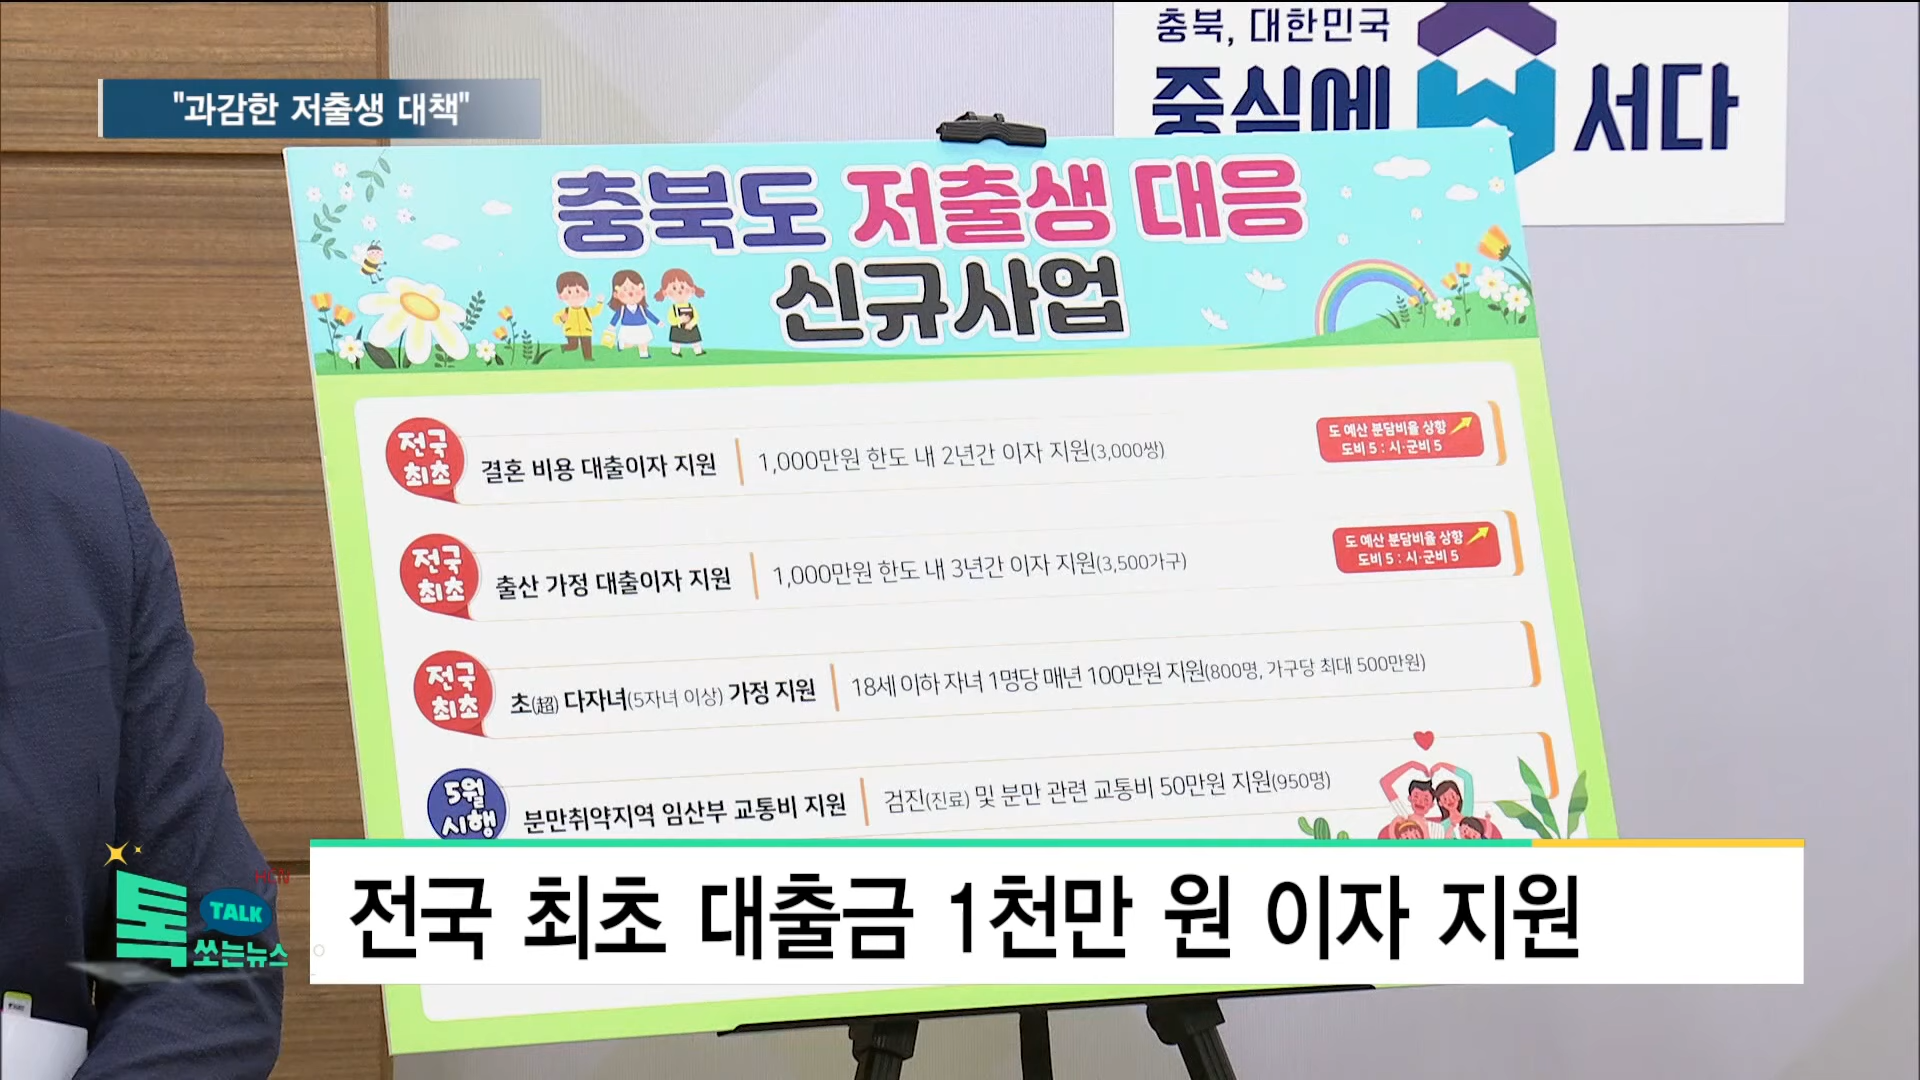 충북, 대한민국
중심에 서다
"과감한 저출생 대책"
충북도 저출생 대응
신규사업
전국
최초
결혼 비용 대출이자 지원
1,000만원 한도 내 2년간 이자 지원(3,000쌍)
도 예산 분담비율 상향
도비 5 : 시·군비 5
전국
최초
출산 가정 대출이자 지원
1,000만원 한도 내 3년간 이자 지원(3,500가구)
도 예산 분담비율 상향
도비 5 : 시·군비 5
전국
최초
초(超) 다자녀(5자녀 이상) 가정 지원
18세 이하 자녀 1명당 매년 100만원 지원(800명, 가구당 최대 500만원)
5월
시행
분만취약지역 임산부 교통비 지원
검진(진료) 및 분만 관련 교통비 50만원 지원(950명)
HCN
톡 TALK
쏘는뉴스
전국 최초 대출금 1천만 원 이자 지원